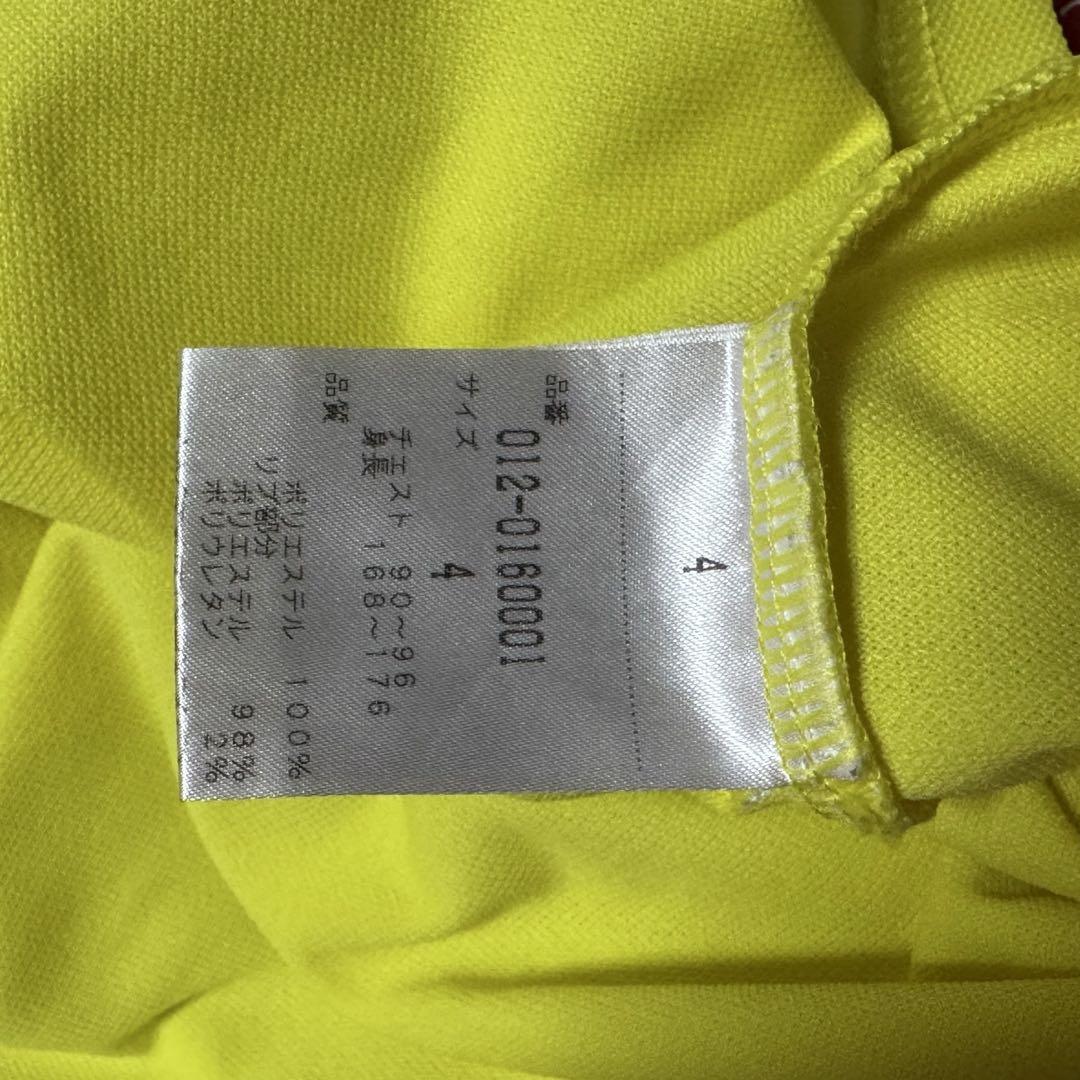 4
品番
012-0160001
サイズ 4
チエスト 90~96
身長 168~176
品質
ポリエステル 100%
リブ部分
ポリエステル 98%
ポリウレタン 2%